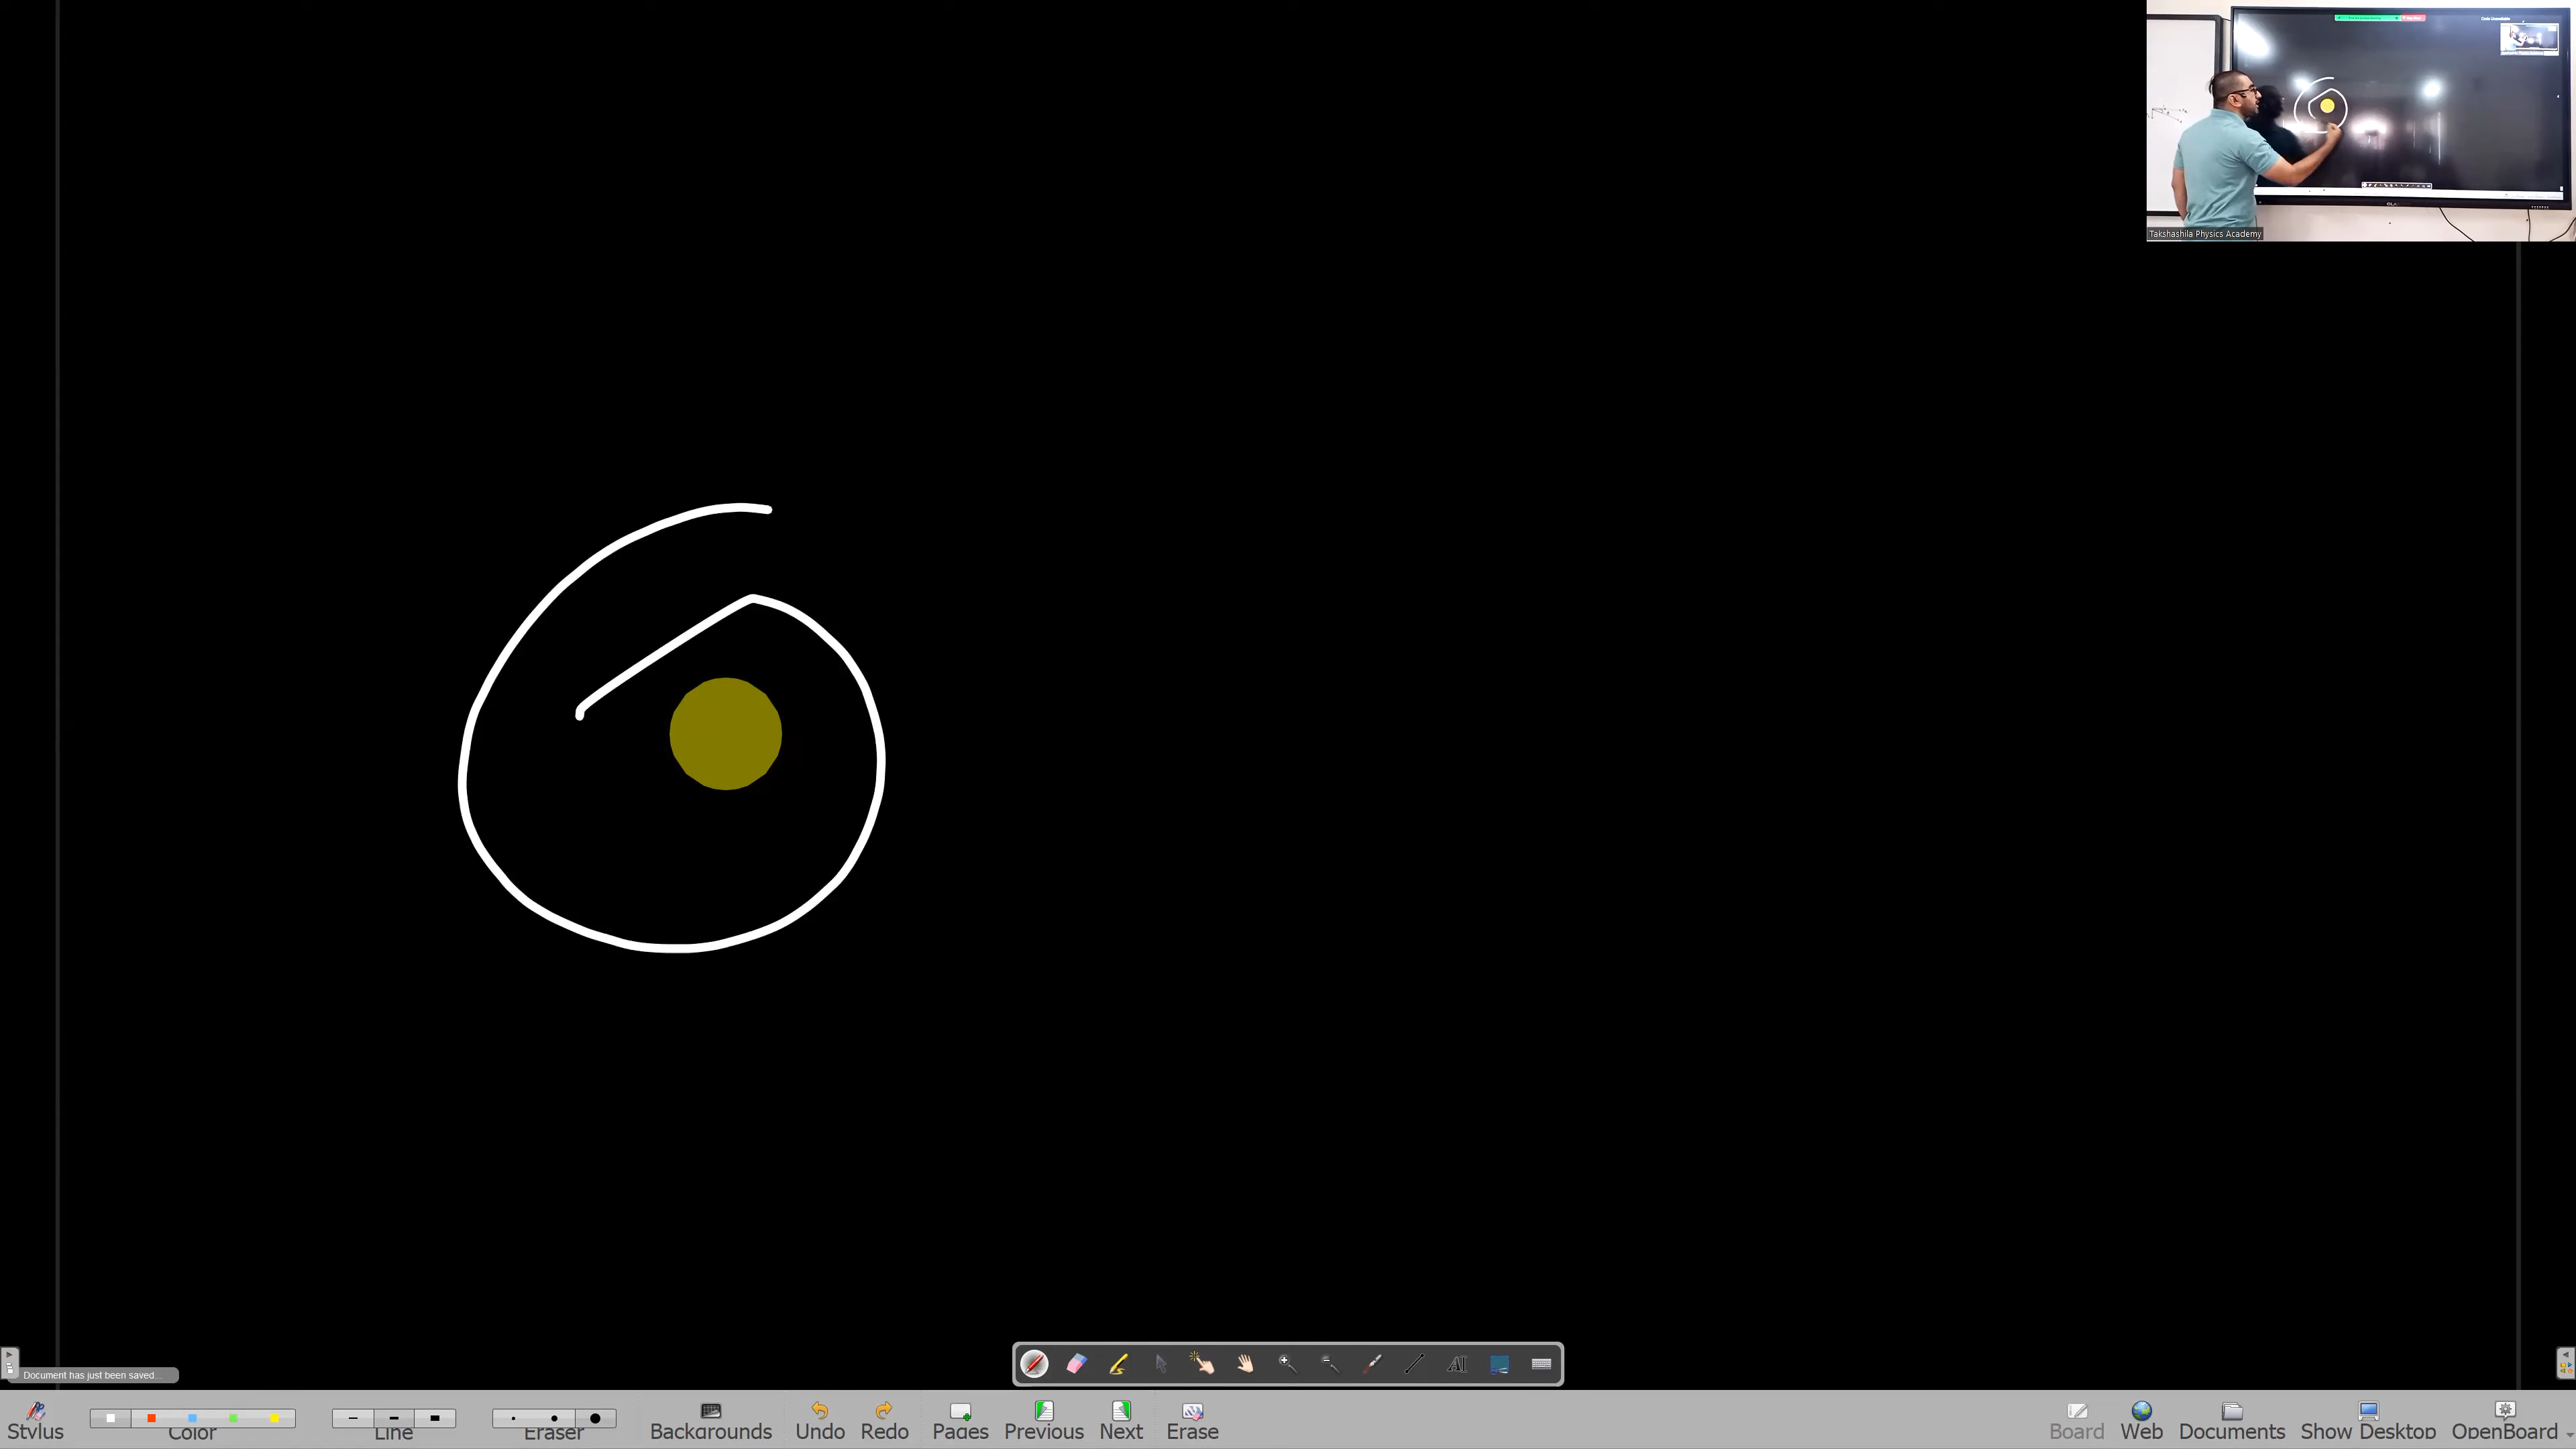 Takshashila Physics Academy
Document has just been saved...
Stylus
Color
Line
Eraser
Backgrounds
Undo
Redo
Pages
Previous
Next
Erase
Board
Web
Documents
Show Desktop
OpenBoard